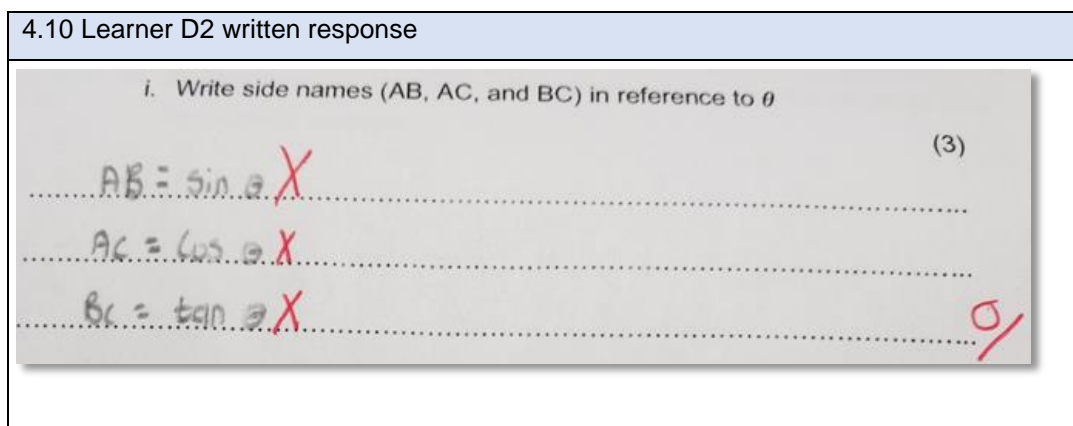 4.10 Learner D2 written response
i. Write side names (AB, AC, and BC) in reference to θ
(3)
AB = sin θ X
AC = Cos θ X
BC = tan θ X
0/